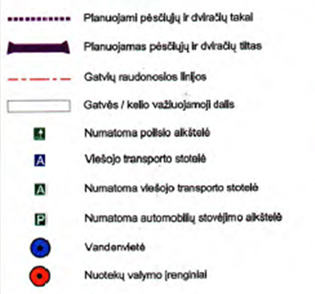 Planuojami pėsčiųjų ir dviračių takai
Planuojamas pėsčiųjų ir dviračių tiltas
Gatvių raudonosios linijos
Gatvės / kelio važiuojamoji dalis
Numatoma poilsio aikštelė
A Viešojo transporto stotelė
A Numatoma viešojo transporto stotelė
P Numatoma automobilių stovėjimo aikštelė
Vandenvietė
Nuotekų valymo įrenginiai